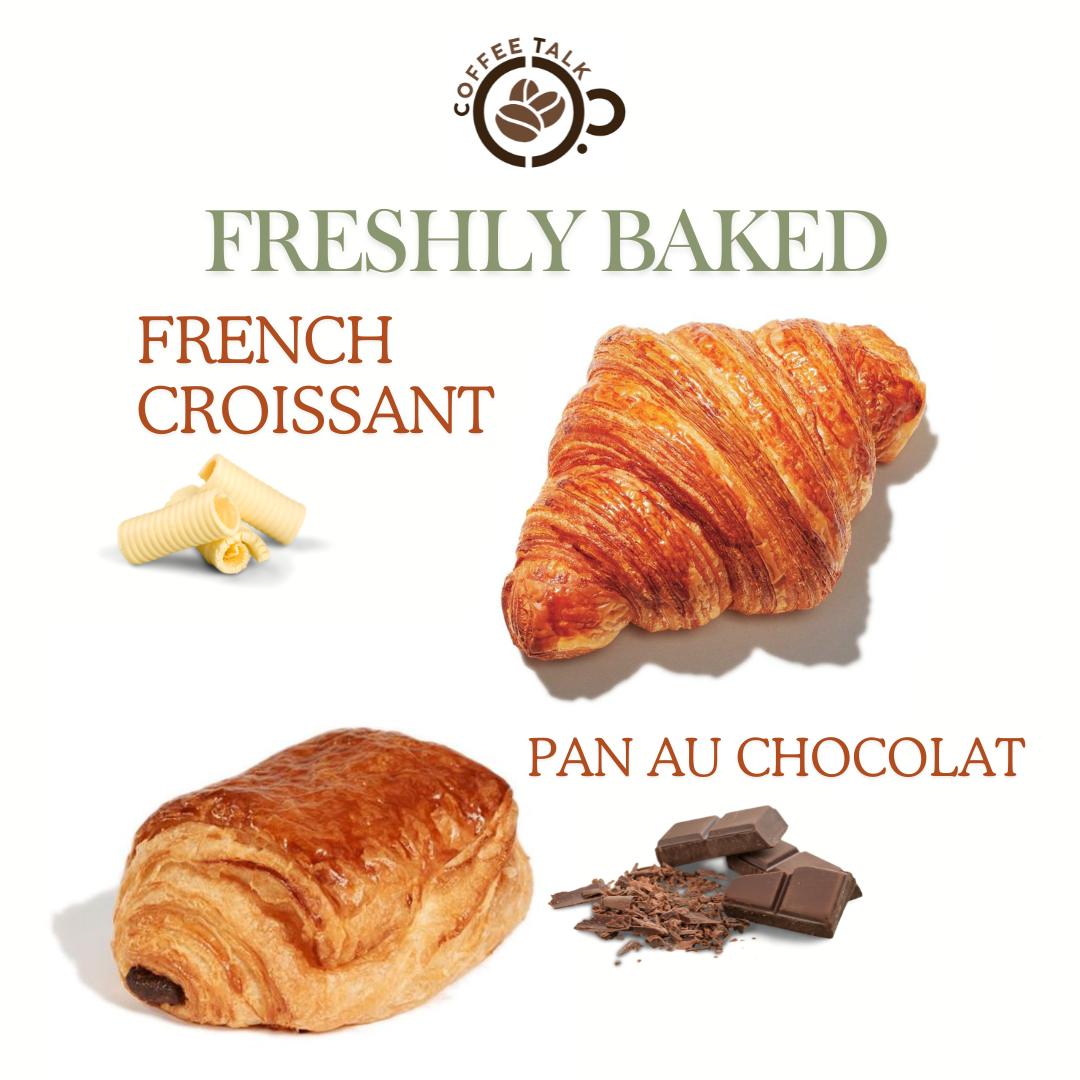 COFFEE TALK
FRESHLY BAKED
FRENCH
CROISSANT
PAN AU CHOCOLAT